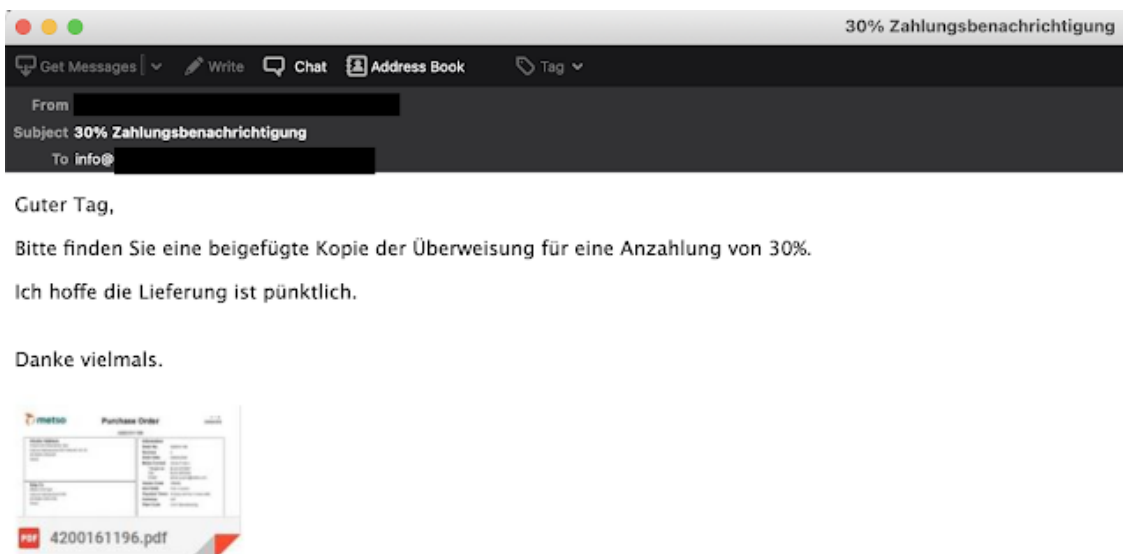 30% Zahlungsbenachrichtigung
Get Messages Write Chat Address Book Tag
From
Subject 30% Zahlungsbenachrichtigung
To info@
Guter Tag,
Bitte finden Sie eine beigefügte Kopie der Überweisung für eine Anzahlung von 30%.
Ich hoffe die Lieferung ist pünktlich.
Danke vielmals.
metso Purchase Order
PDF 4200161196.pdf